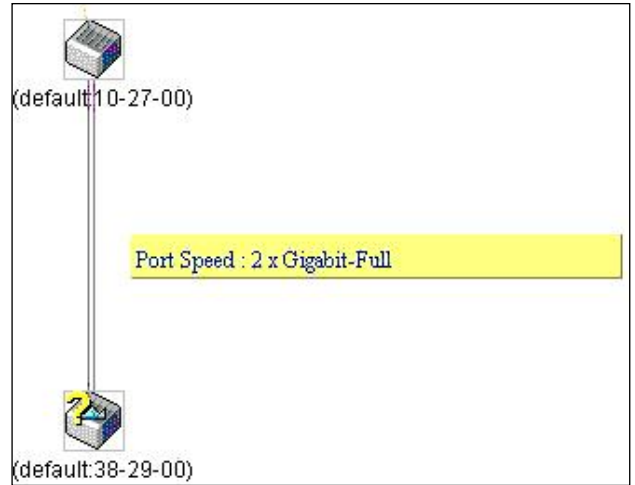 (default:10-27-00)
Port Speed : 2 x Gigabit-Full
?
(default:38-29-00)